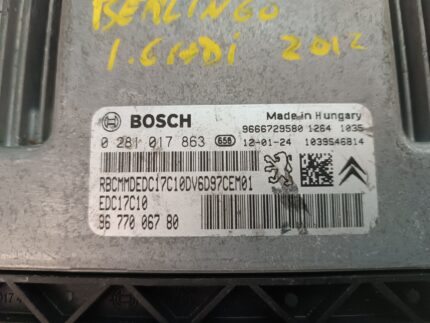 BERLINGO
1.6HDi 2012
BOSCH
Made in Hungary
9666729580 1264 1035
0 281 017 863 656 12-01-24 1039S46814
RBCMMDEDC17C10DV6D97CEM01
EDC17C10
96 770 067 80